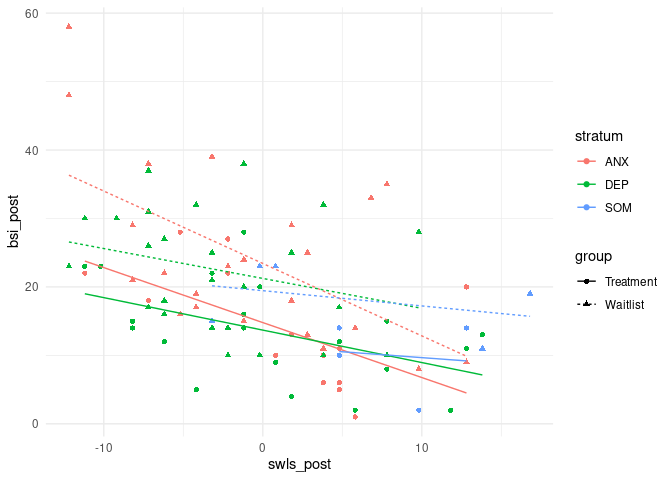 60
40
20
0
-10
0
10
swls_post
bsi_post
stratum
ANX
DEP
SOM
group
Treatment
Waitlist